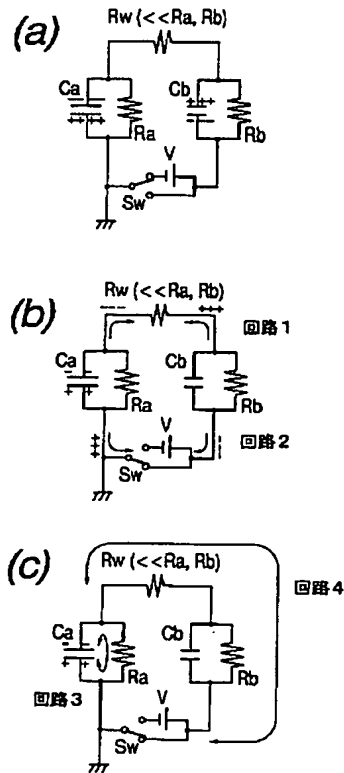 (a)
Rw (<<Ra, Rb)
Ca
Cb
Ra
Rb
V
Sw
(b)
Rw (<<Ra, Rb)
回路1
Ca
Cb
Ra
Rb
V
回路2
Sw
(c)
Rw (<<Ra, Rb)
回路4
Ca
Cb
Ra
Rb
回路3
V
Sw